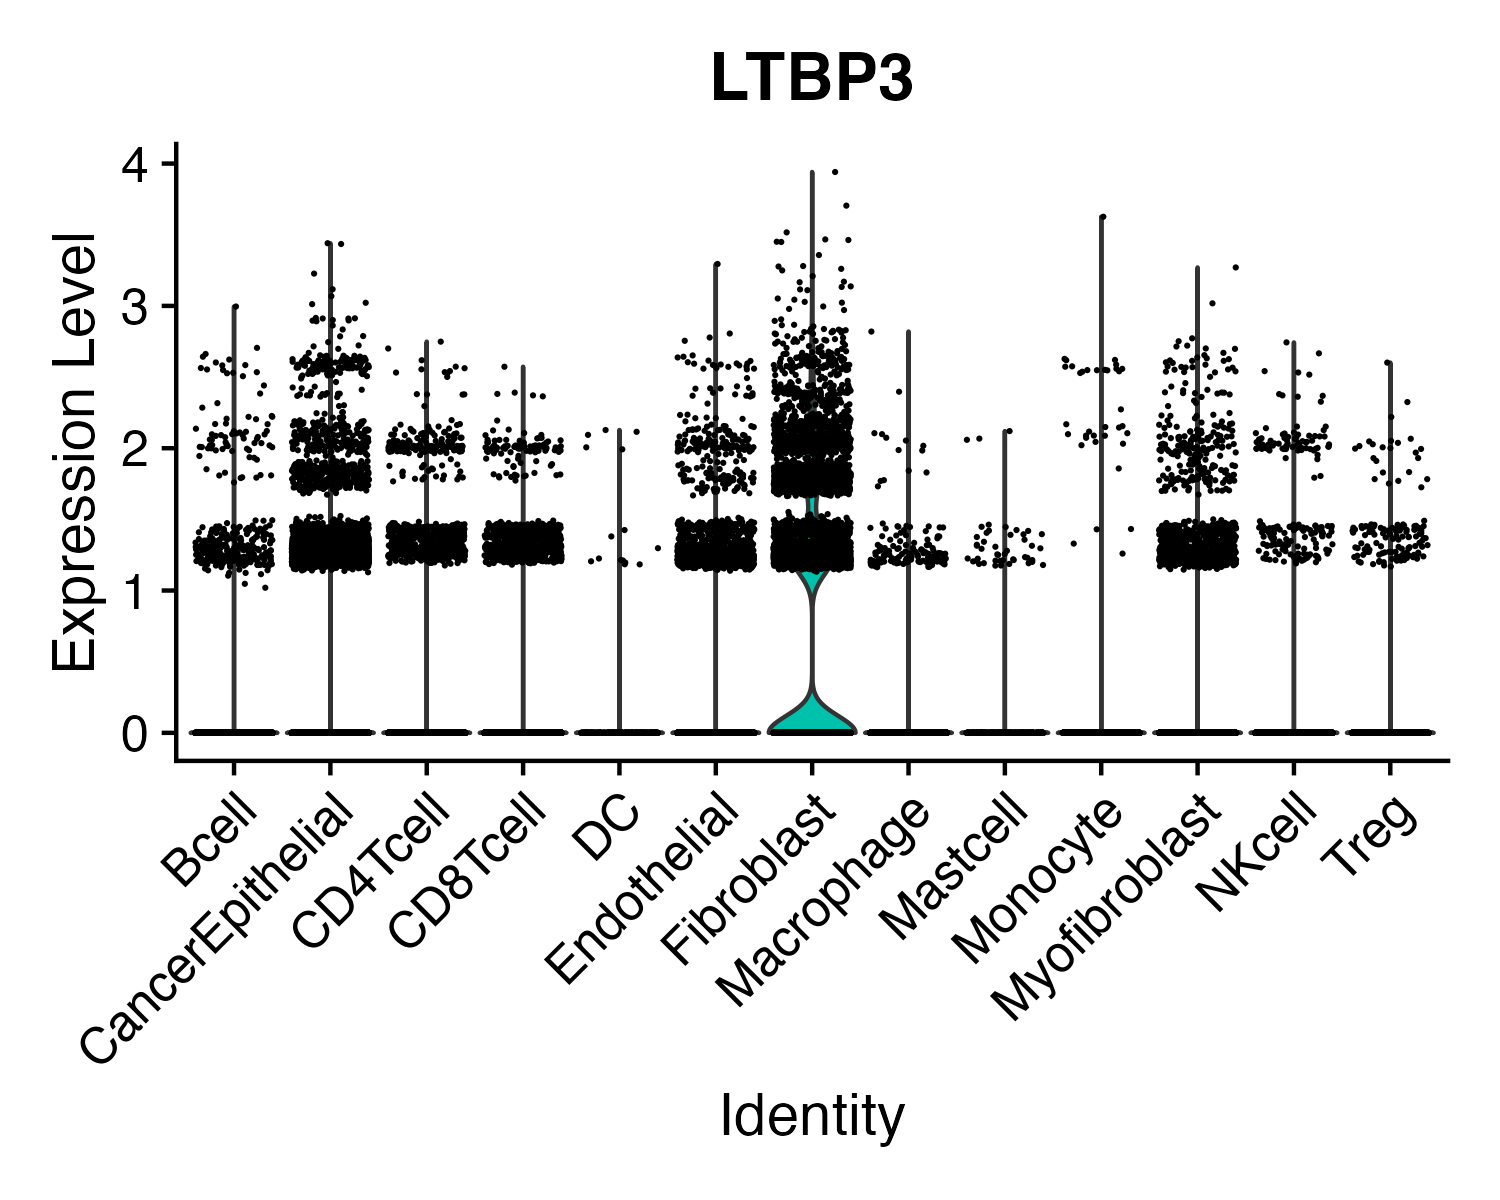 LTBP3
Expression Level
4
3
2
1
0
Bcell
CancerEpithelial
CD4Tcell
CD8Tcell
DC
Endothelial
Fibroblast
Macrophage
Mastcell
Monocyte
Myofibroblast
NKcell
Treg
Identity